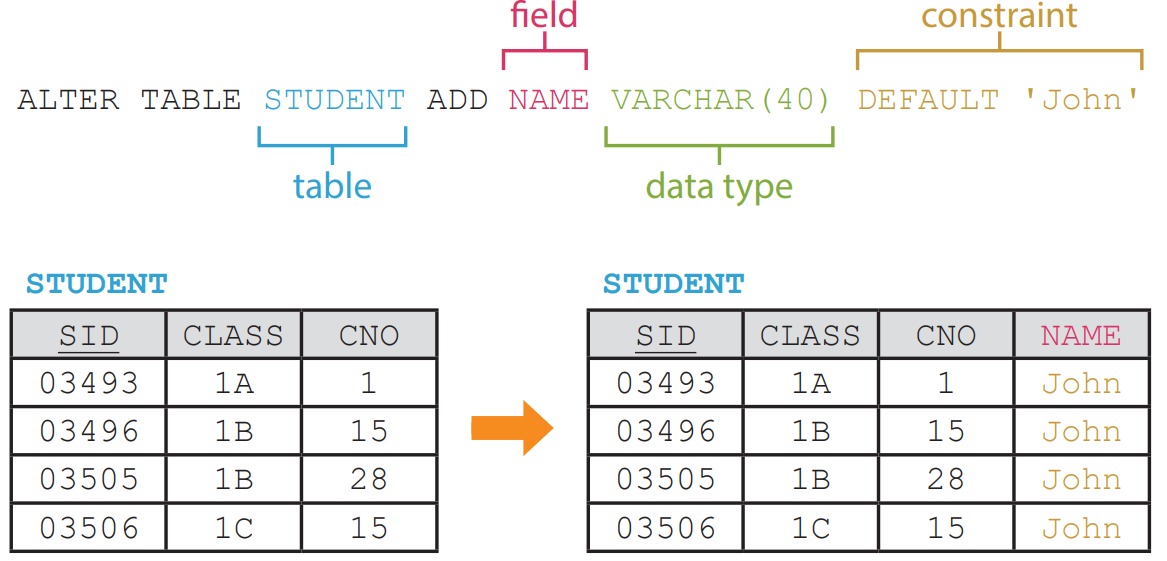 field constraint
ALTER TABLE STUDENT ADD NAME VARCHAR(40) DEFAULT 'John'
table data type
STUDENT STUDENT
SID CLASS CNO SID CLASS CNO NAME
03493 1A 1 03493 1A 1 John
03496 1B 15 03496 1B 15 John
03505 1B 28 03505 1B 28 John
03506 1C 15 03506 1C 15 John